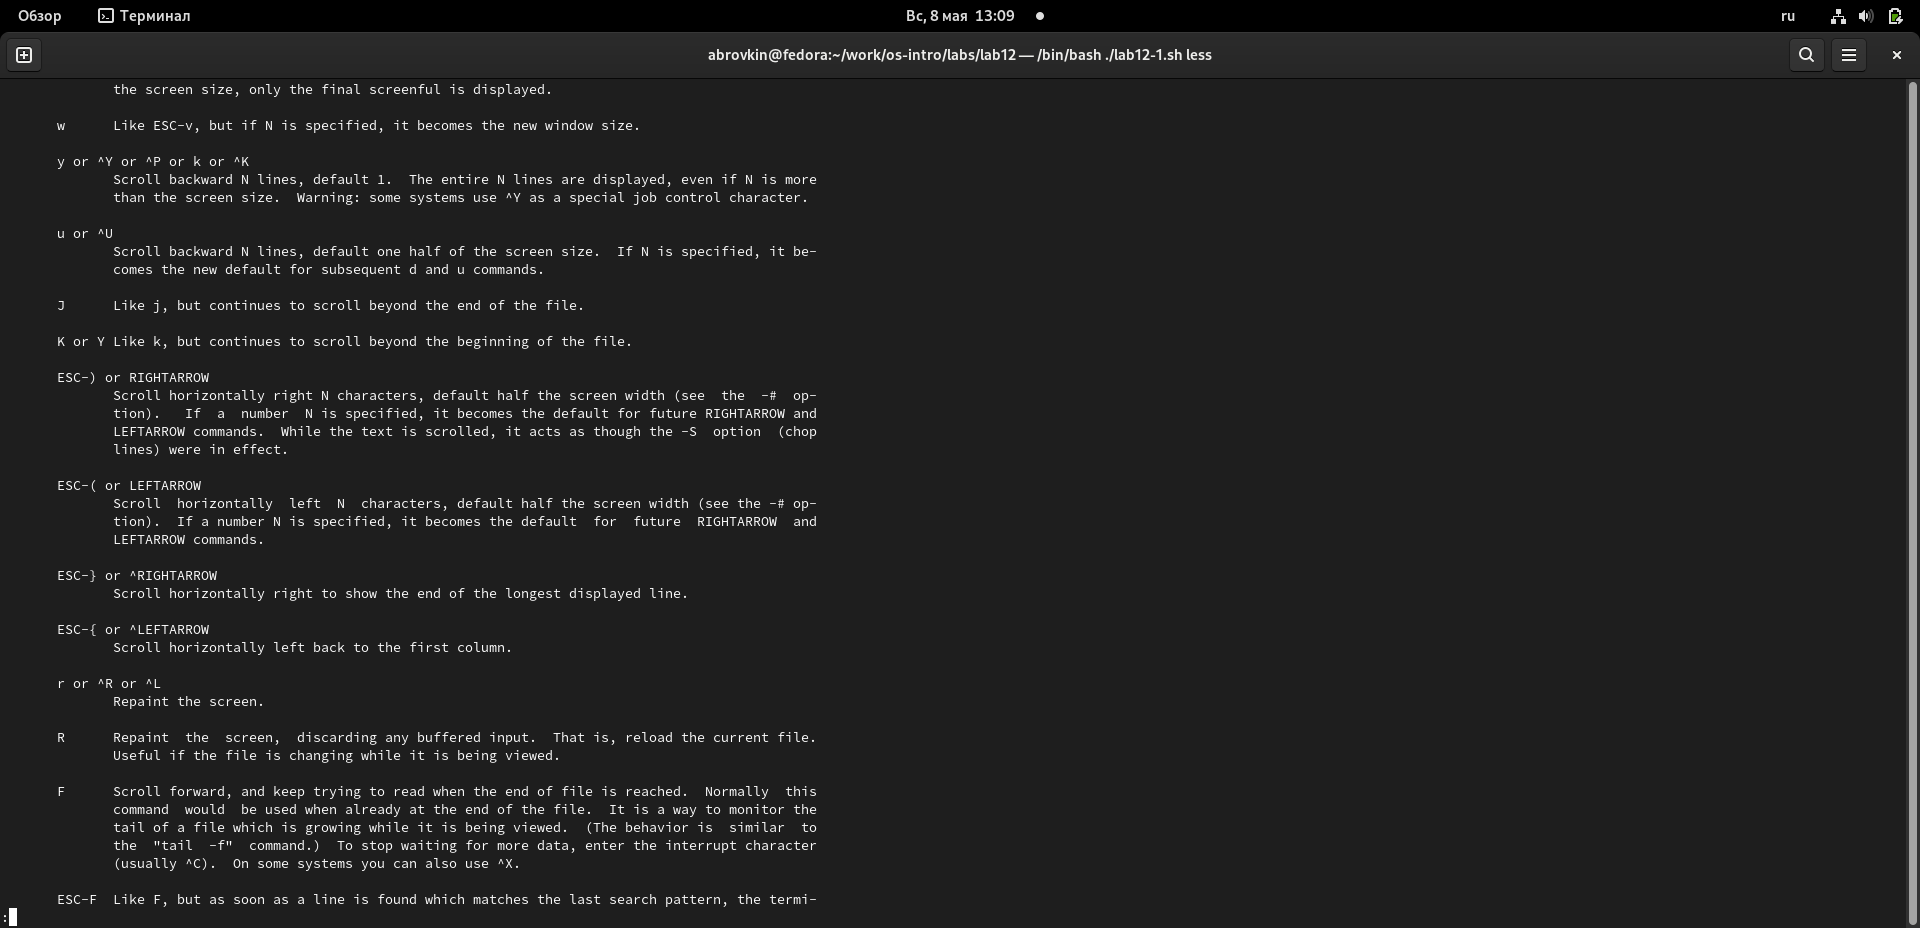 Обзор Терминал Вс, 8 мая 13:09 ru
abrovkin@fedora:~/work/os-intro/labs/lab12 — /bin/bash ./lab12-1.sh less
the screen size, only the final screenful is displayed.
w Like ESC-v, but if N is specified, it becomes the new window size.
y or ^Y or ^P or k or ^K
Scroll backward N lines, default 1. The entire N lines are displayed, even if N is more
than the screen size. Warning: some systems use ^Y as a special job control character.
u or ^U
Scroll backward N lines, default one half of the screen size. If N is specified, it be-
comes the new default for subsequent d and u commands.
J Like j, but continues to scroll beyond the end of the file.
K or Y Like k, but continues to scroll beyond the beginning of the file.
ESC-) or RIGHTARROW
Scroll horizontally right N characters, default half the screen width (see the -# op-
tion). If a number N is specified, it becomes the default for future RIGHTARROW and
LEFTARROW commands. While the text is scrolled, it acts as though the -S option (chop
lines) were in effect.
ESC-( or LEFTARROW
Scroll horizontally left N characters, default half the screen width (see the -# op-
tion). If a number N is specified, it becomes the default for future RIGHTARROW and
LEFTARROW commands.
ESC-} or ^RIGHTARROW
Scroll horizontally right to show the end of the longest displayed line.
ESC-{ or ^LEFTARROW
Scroll horizontally left back to the first column.
r or ^R or ^L
Repaint the screen.
R Repaint the screen, discarding any buffered input. That is, reload the current file.
Useful if the file is changing while it is being viewed.
F Scroll forward, and keep trying to read when the end of file is reached. Normally this
command would be used when already at the end of the file. It is a way to monitor the
tail of a file which is growing while it is being viewed. (The behavior is similar to
the "tail -f" command.) To stop waiting for more data, enter the interrupt character
(usually ^C). On some systems you can also use ^X.
ESC-F Like F, but as soon as a line is found which matches the last search pattern, the termi-
: